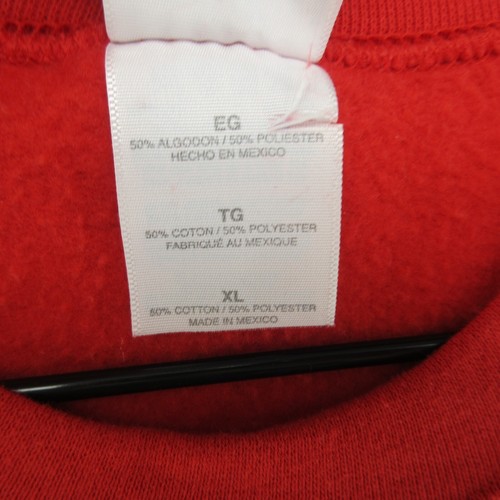 EG
50% ALGODON / 50% POLIESTER
HECHO EN MEXICO
TG
50% COTON / 50% POLYESTER
FABRIQUÉ AU MEXIQUE
XL
50% COTTON / 50% POLYESTER
MADE IN MEXICO